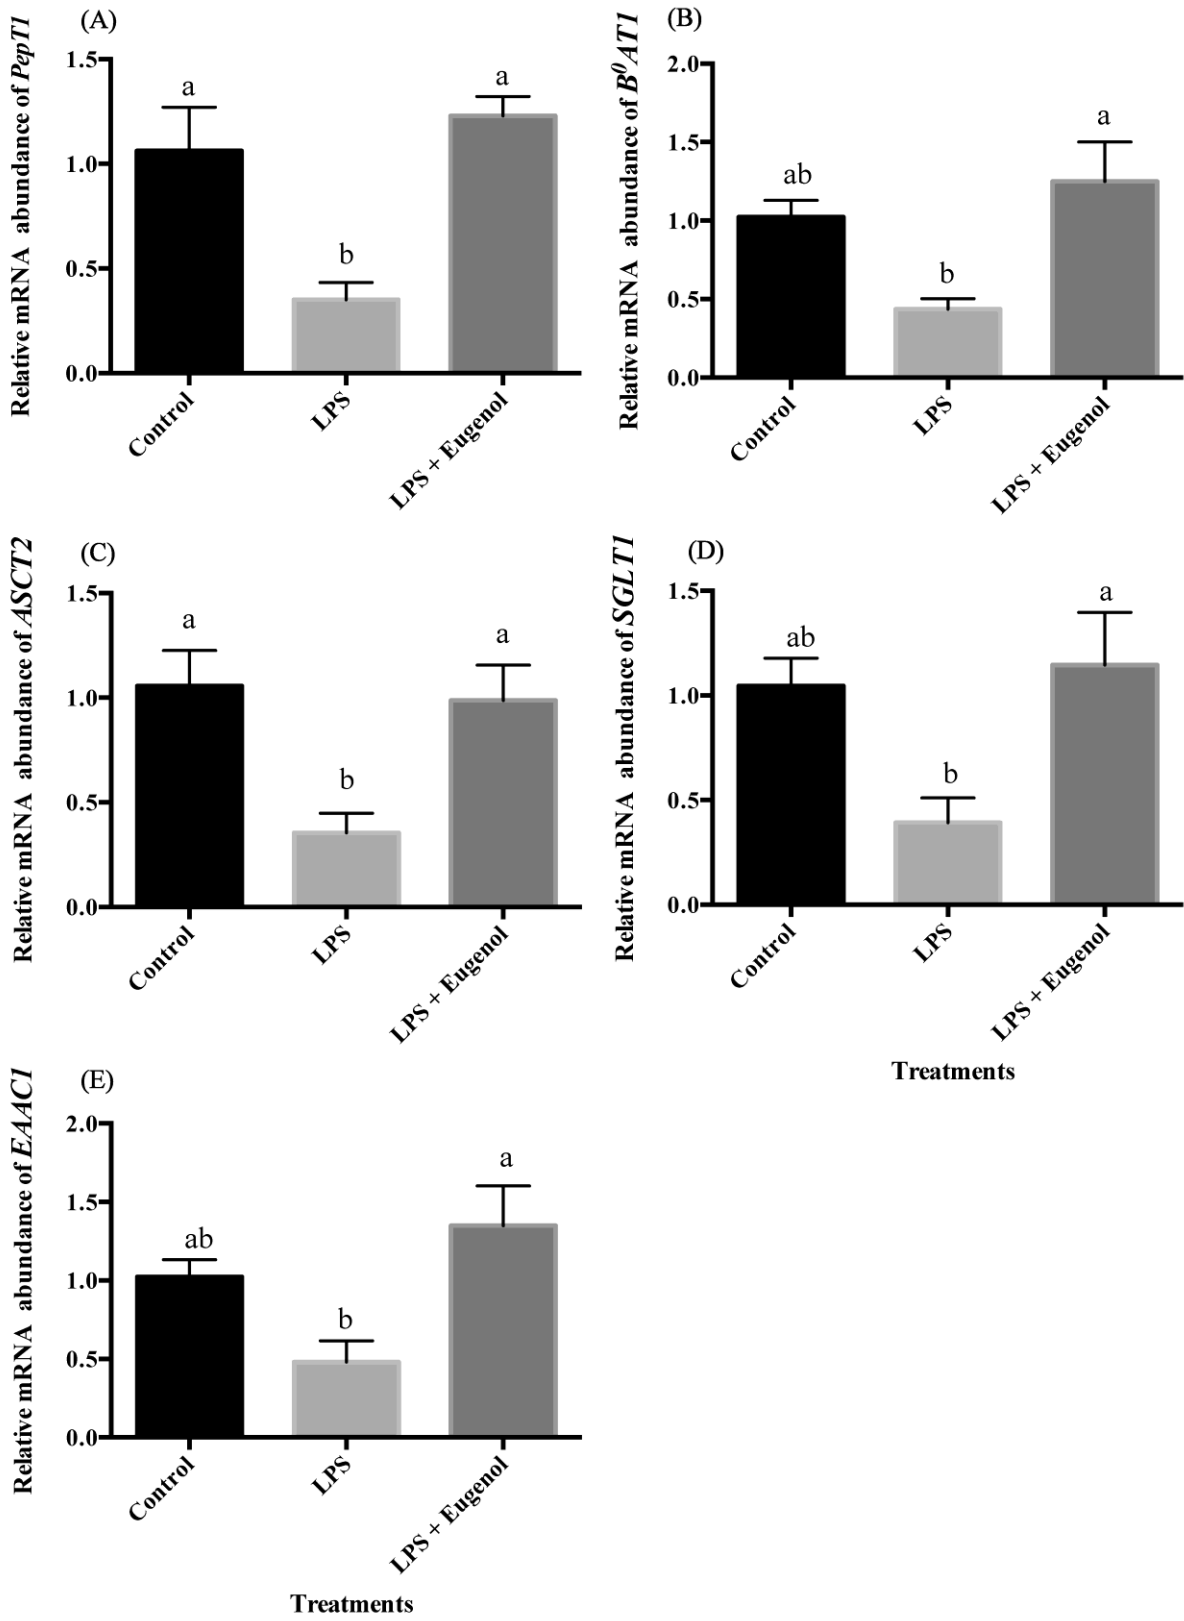 (A)
Relative mRNA abundance of PepT1
1.5
1.0
0.5
0.0
a
b
a
Control
LPS
LPS + Eugenol
(B)
Relative mRNA abundance of B⁰AT1
2.0
1.5
1.0
0.5
0.0
ab
b
a
Control
LPS
LPS + Eugenol
(C)
Relative mRNA abundance of ASCT2
1.5
1.0
0.5
0.0
a
b
a
Control
LPS
LPS + Eugenol
(D)
Relative mRNA abundance of SGLT1
1.5
1.0
0.5
0.0
ab
b
a
Control
LPS
LPS + Eugenol
Treatments
(E)
Relative mRNA abundance of EAAC1
2.0
1.5
1.0
0.5
0.0
ab
b
a
Control
LPS
LPS + Eugenol
Treatments